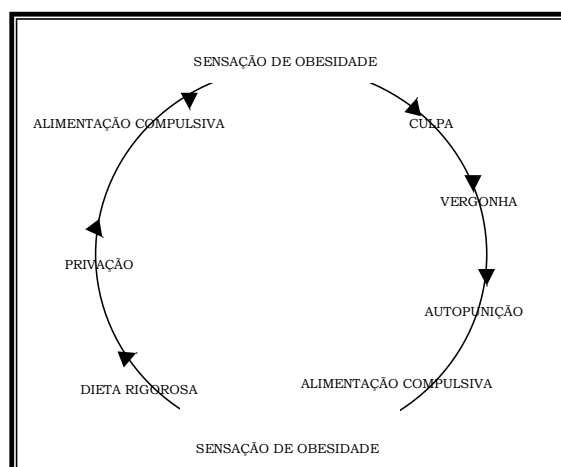 SENSAÇÃO DE OBESIDADE
ALIMENTAÇÃO COMPULSIVA
CULPA
VERGONHA
PRIVAÇÃO
AUTOPUNIÇÃO
DIETA RIGOROSA
ALIMENTAÇÃO COMPULSIVA
SENSAÇÃO DE OBESIDADE